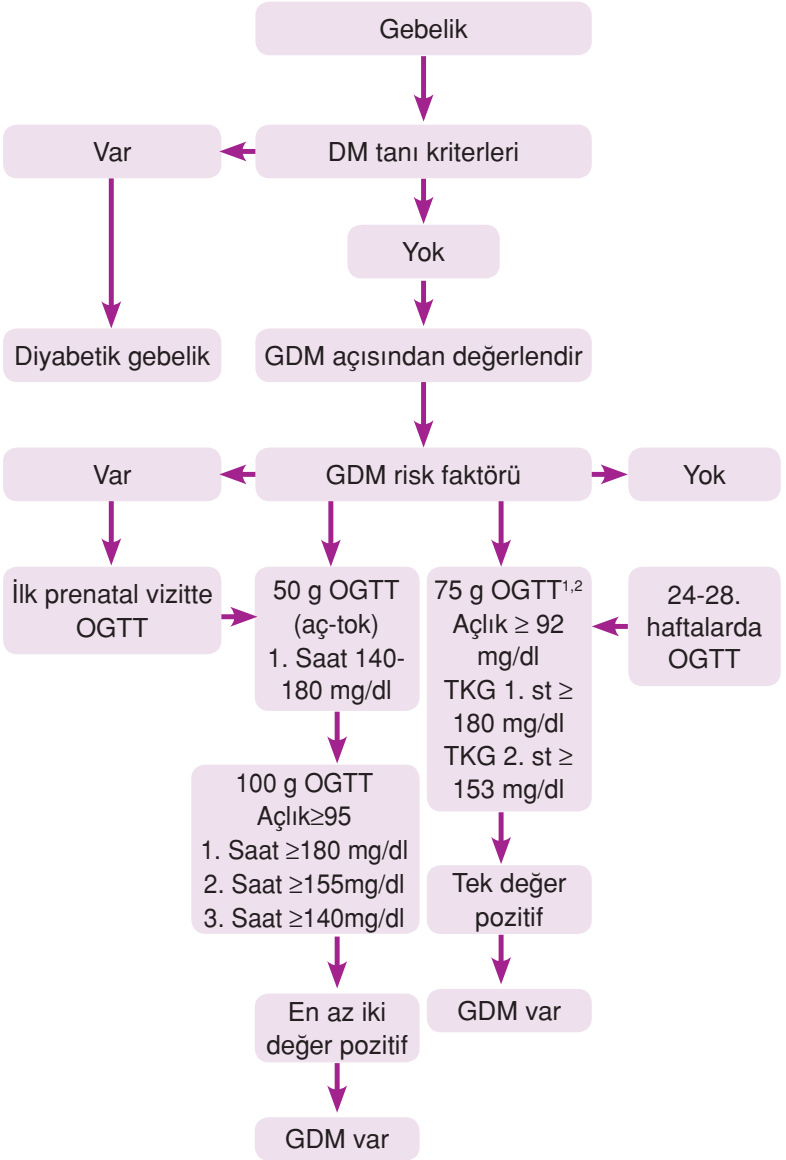 Gebelik
Var
DM tanı kriterleri
Yok
Diyabetik gebelik
GDM açısından değerlendir
Var
GDM risk faktörü
Yok
İlk prenatal vizitte
OGTT
50 g OGTT
(aç-tok)
1. Saat 140-
180 mg/dl
75 g OGTT¹,²
Açlık ≥ 92
mg/dl
TKG 1. st ≥
180 mg/dl
TKG 2. st ≥
153 mg/dl
24-28.
haftalarda
OGTT
100 g OGTT
Açlık≥95
1. Saat ≥180 mg/dl
2. Saat ≥155mg/dl
3. Saat ≥140mg/dl
Tek değer
pozitif
En az iki
değer pozitif
GDM var
GDM var